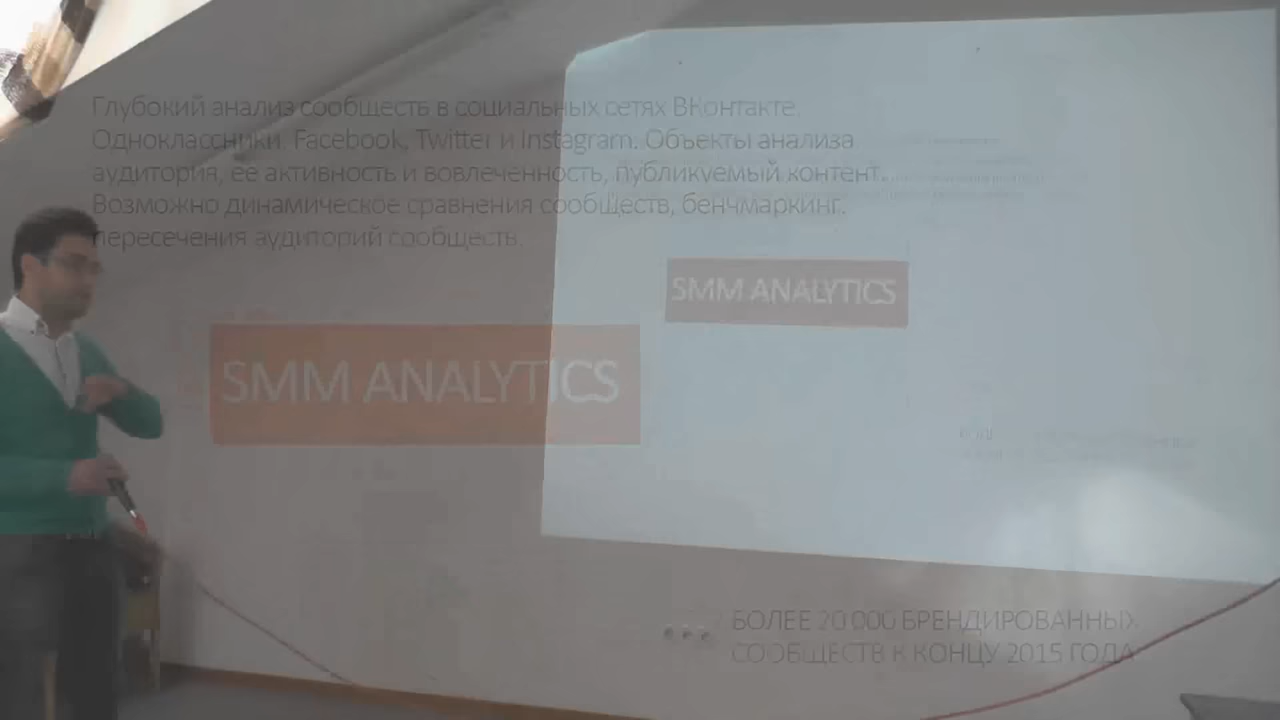 Глубокий анализ сообществ в социальных сетях ВКонтакте,
Одноклассники, Facebook, Twitter и Instagram. Объекты анализа
аудитория, ее активность и вовлеченность, публикуемый контент.
Возможно динамическое сравнения сообществ, бенчмаркинг,
пересечения аудиторий сообществ.
SMM ANALYTICS
SMM ANALYTICS
БОЛЕЕ 20 000 БРЕНДИРОВАННЫХ
СООБЩЕСТВ К КОНЦУ 2015 ГОДА